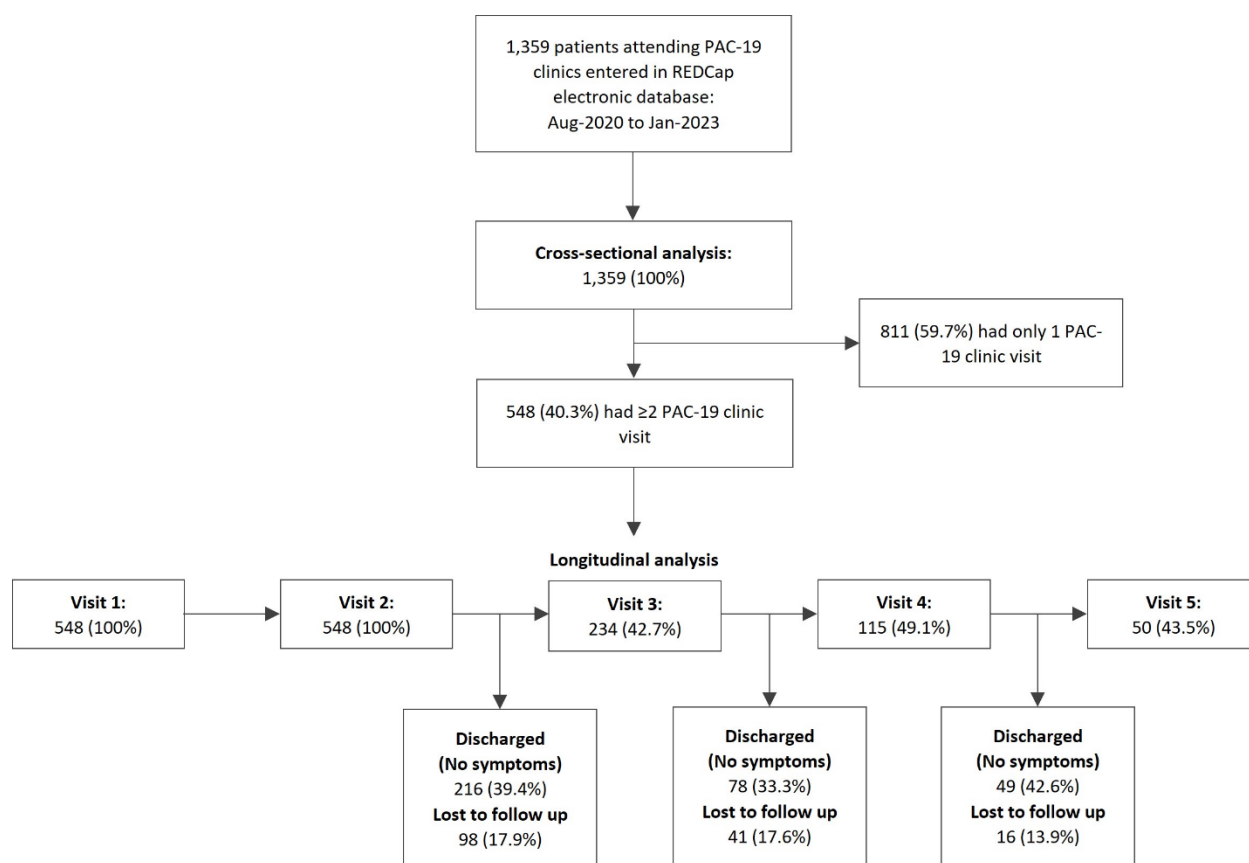 1,359 patients attending PAC-19
clinics entered in REDCap
electronic database:
Aug-2020 to Jan-2023
Cross-sectional analysis:
1,359 (100%)
811 (59.7%) had only 1 PAC-
19 clinic visit
548 (40.3%) had ≥2 PAC-19 clinic
visit
Longitudinal analysis
Visit 1:
548 (100%)
Visit 2:
548 (100%)
Visit 3:
234 (42.7%)
Visit 4:
115 (49.1%)
Visit 5:
50 (43.5%)
Discharged
(No symptoms)
216 (39.4%)
Lost to follow up
98 (17.9%)
Discharged
(No symptoms)
78 (33.3%)
Lost to follow up
41 (17.6%)
Discharged
(No symptoms)
49 (42.6%)
Lost to follow up
16 (13.9%)